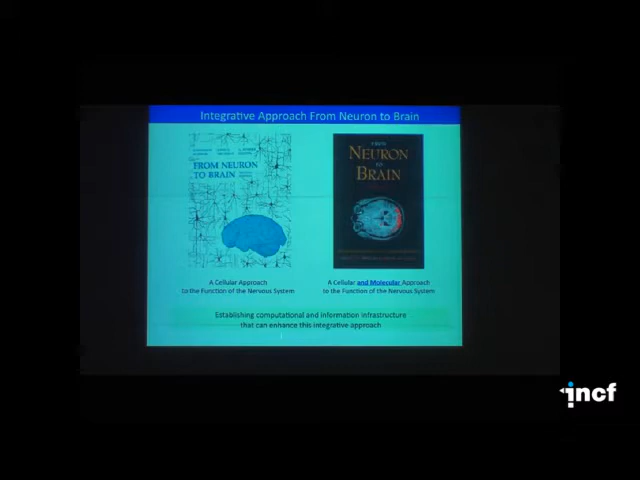 Integrative Approach From Neuron to Brain
FROM NEURON
TO BRAIN
FROM
NEURON
TO
BRAIN
A Cellular Approach
to the Function of the Nervous System
A Cellular and Molecular Approach
to the Function of the Nervous System
Establishing computational and information infrastructure
that can enhance this integrative approach
incf